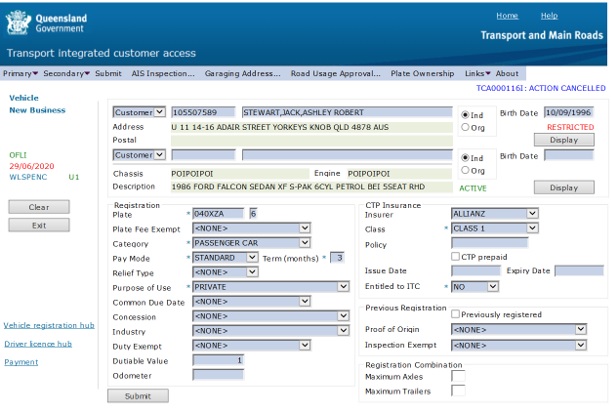 Queensland
Government
Home Help
Transport and Main Roads
Transport integrated customer access
Primary Secondary Submit AIS Inspection... Garaging Address... Road Usage Approval... Plate Ownership Links About
TCA000116I: ACTION CANCELLED
Vehicle
New Business
OFLI
29/06/2020
WLSPENC U1
Clear
Exit
Vehicle registration hub
Driver licence hub
Payment
Customer 105507589 STEWART,JACK,ASHLEY ROBERT Ind Org Birth Date 10/09/1996
Address U 11 14-16 ADAIR STREET YORKEYS KNOB QLD 4878 AUS RESTRICTED
Postal Display
Customer Ind Org Birth Date
Chassis POIPOIPOI Engine POIPOIPOI
Description 1986 FORD FALCON SEDAN XF S-PAK 6CYL PETROL BEI 5SEAT RHD ACTIVE Display
Registration
Plate * 040XZA 6
Plate Fee Exempt <NONE>
Category * PASSENGER CAR
Pay Mode * STANDARD Term (months) * 3
Relief Type <NONE>
Purpose of Use * PRIVATE
Common Due Date <NONE>
Concession <NONE>
Industry <NONE>
Duty Exempt <NONE>
Dutiable Value 1
Odometer
Submit
CTP Insurance
Insurer ALLIANZ
Class * CLASS 1
Policy
CTP prepaid
Issue Date Expiry Date
Entitled to ITC * NO
Previous Registration
Previously registered
Proof of Origin <NONE>
Inspection Exempt <NONE>
Registration Combination
Maximum Axles
Maximum Trailers